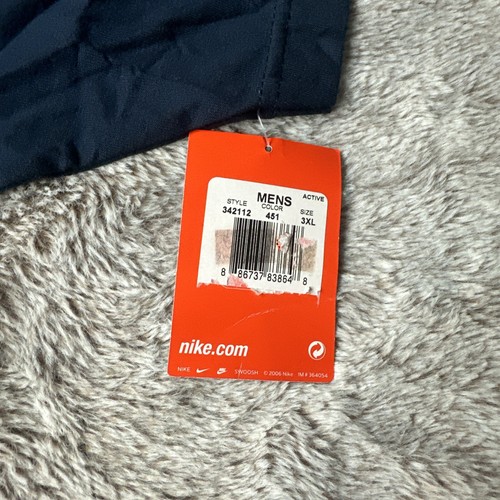 MENS ACTIVE
STYLE COLOR SIZE
342112 451 3XL
8 86737 83864 8
nike.com
NIKE SWOOSH © 2006 Nike IM# 364054